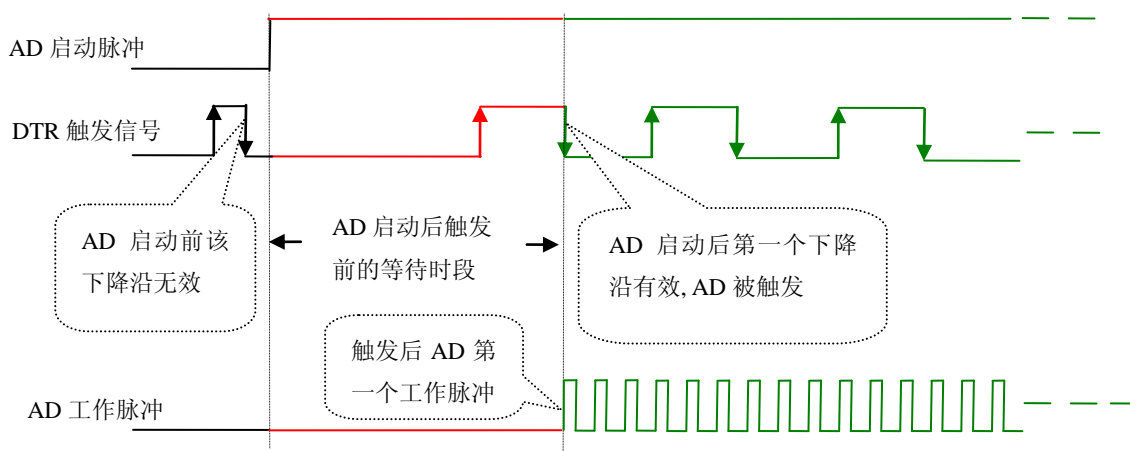 AD 启动脉冲
DTR 触发信号
AD 启动前该
下降沿无效
AD 启动后触发
前的等待时段
AD 启动后第一个下降
沿有效, AD 被触发
触发后 AD 第
一个工作脉冲
AD 工作脉冲